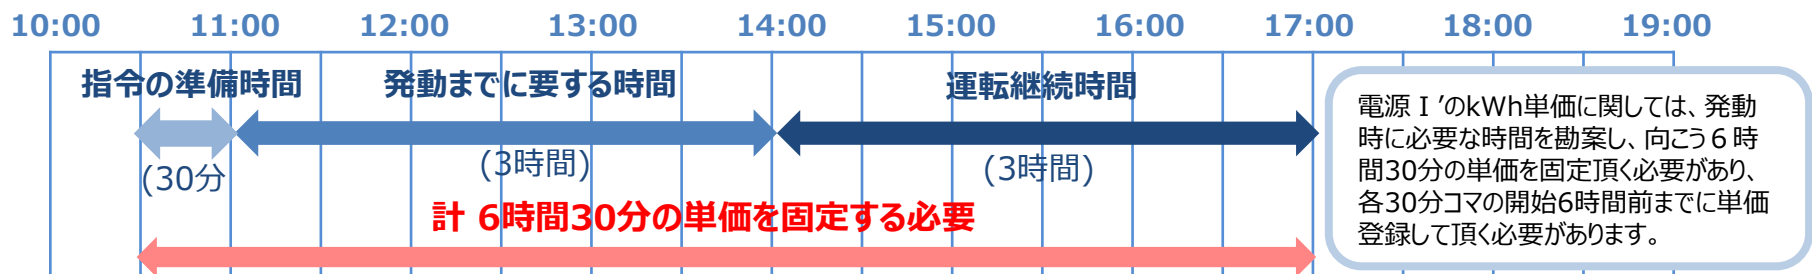 10:00 11:00 12:00 13:00 14:00 15:00 16:00 17:00 18:00 19:00
指令の準備時間 発動までに要する時間 運転継続時間
(30分 (3時間) (3時間)
計 6時間30分の単価を固定する必要
電源Ⅰ’のkWh単価に関しては、発動
時に必要な時間を勘案し、向こう６時
間30分の単価を固定頂く必要があり、
各30分コマの開始6時間前までに単価
登録して頂く必要があります。